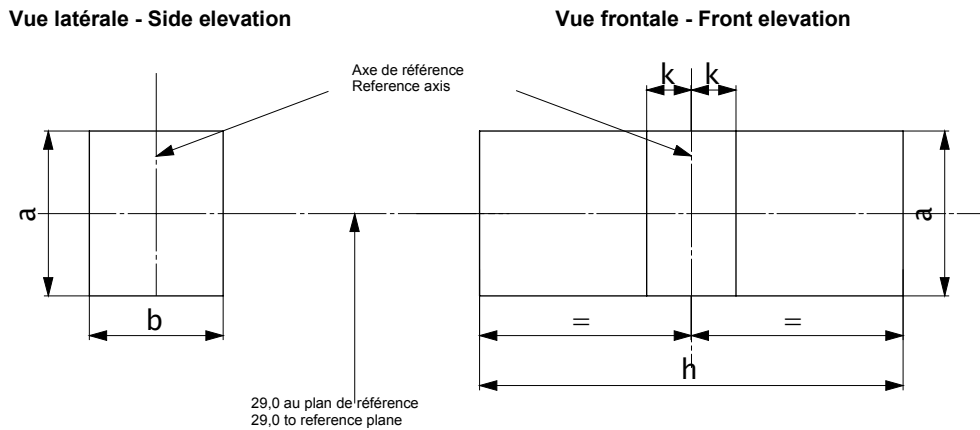 Vue latérale - Side elevation
Vue frontale - Front elevation
Axe de référence
Reference axis
k k
a
a
b
= =
h
29,0 au plan de référence
29,0 to reference plane